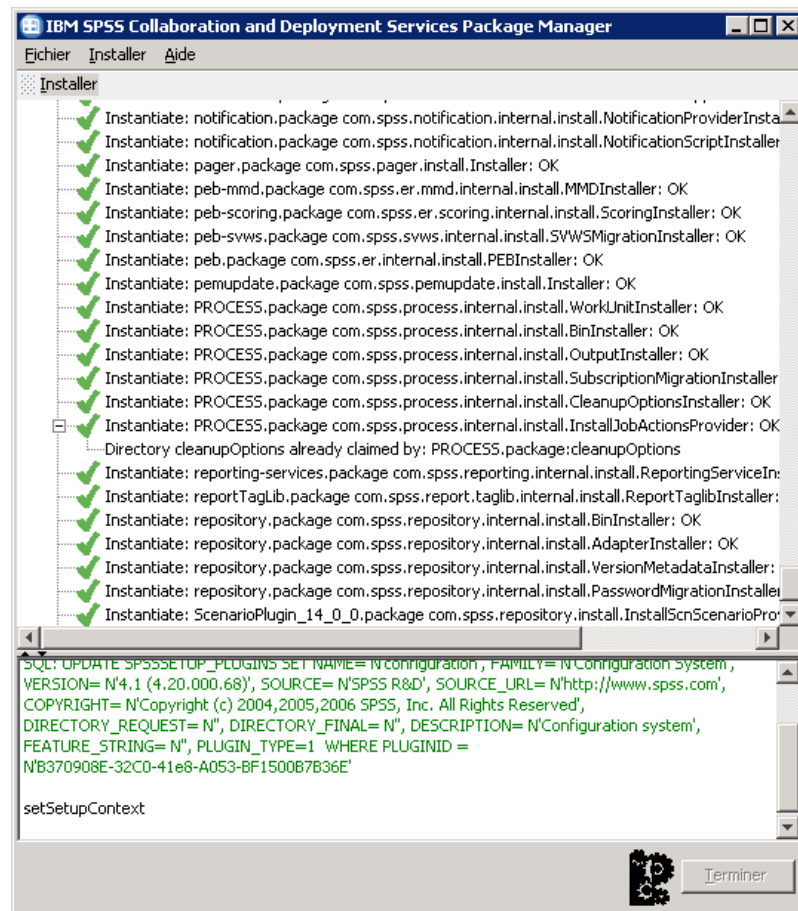 IBM SPSS Collaboration and Deployment Services Package Manager
Fichier Installer Aide
Installer
Instantiate: notification.package com.spss.notification.internal.install.NotificationProviderInsta
Instantiate: notification.package com.spss.notification.internal.install.NotificationScriptInstaller
Instantiate: pager.package com.spss.pager.install.Installer: OK
Instantiate: peb-mmd.package com.spss.er.mmd.internal.install.MMDInstaller: OK
Instantiate: peb-scoring.package com.spss.er.scoring.internal.install.ScoringInstaller: OK
Instantiate: peb-svws.package com.spss.svws.internal.install.SVWSMigrationInstaller: OK
Instantiate: peb.package com.spss.er.internal.install.PEBInstaller: OK
Instantiate: pemupdate.package com.spss.pemupdate.install.Installer: OK
Instantiate: PROCESS.package com.spss.process.internal.install.WorkUnitInstaller: OK
Instantiate: PROCESS.package com.spss.process.internal.install.BinInstaller: OK
Instantiate: PROCESS.package com.spss.process.internal.install.OutputInstaller: OK
Instantiate: PROCESS.package com.spss.process.internal.install.SubscriptionMigrationInstaller
Instantiate: PROCESS.package com.spss.process.internal.install.CleanupOptionsInstaller: OK
Instantiate: PROCESS.package com.spss.process.internal.install.InstallJobActionsProvider: OK
Directory cleanupOptions already claimed by: PROCESS.package:cleanupOptions
Instantiate: reporting-services.package com.spss.reporting.internal.install.ReportingServiceIn
Instantiate: reportTagLib.package com.spss.report.taglib.internal.install.ReportTaglibInstaller:
Instantiate: repository.package com.spss.repository.internal.install.BinInstaller: OK
Instantiate: repository.package com.spss.repository.internal.install.AdapterInstaller: OK
Instantiate: repository.package com.spss.repository.internal.install.VersionMetadataInstaller:
Instantiate: repository.package com.spss.repository.internal.install.PasswordMigrationInstaller
Instantiate: ScenarioPlugin_14_0_0.package com.spss.repository.install.InstallScnScenarioPro
SQL: UPDATE SPSSSETUP_PLUGINS SET NAME= N'configuration', FAMILY= N'Configuration System',
VERSION= N'4.1 (4.20.000.68)', SOURCE= N'SPSS R&D', SOURCE_URL= N'http://www.spss.com',
COPYRIGHT= N'Copyright (c) 2004,2005,2006 SPSS, Inc. All Rights Reserved',
DIRECTORY_REQUEST= N'', DIRECTORY_FINAL= N'', DESCRIPTION= N'Configuration system',
FEATURE_STRING= N'', PLUGIN_TYPE=1 WHERE PLUGINID =
N'B370908E-32C0-41e8-A053-BF1500B7B36E'
setSetupContext
Terminer